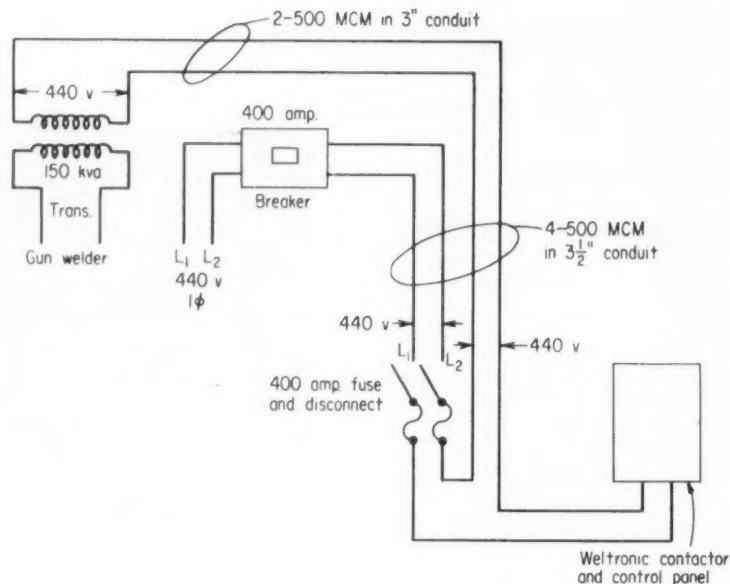 2-500 MCM in 3" conduit
440 v
400 amp.
150 kva
Trans.
Gun welder
Breaker
L₁ L₂
440 v
1ϕ
4-500 MCM
in 3½" conduit
440 v
440 v
L₁ L₂
400 amp. fuse
and disconnect
Weltronic contactor
and control panel